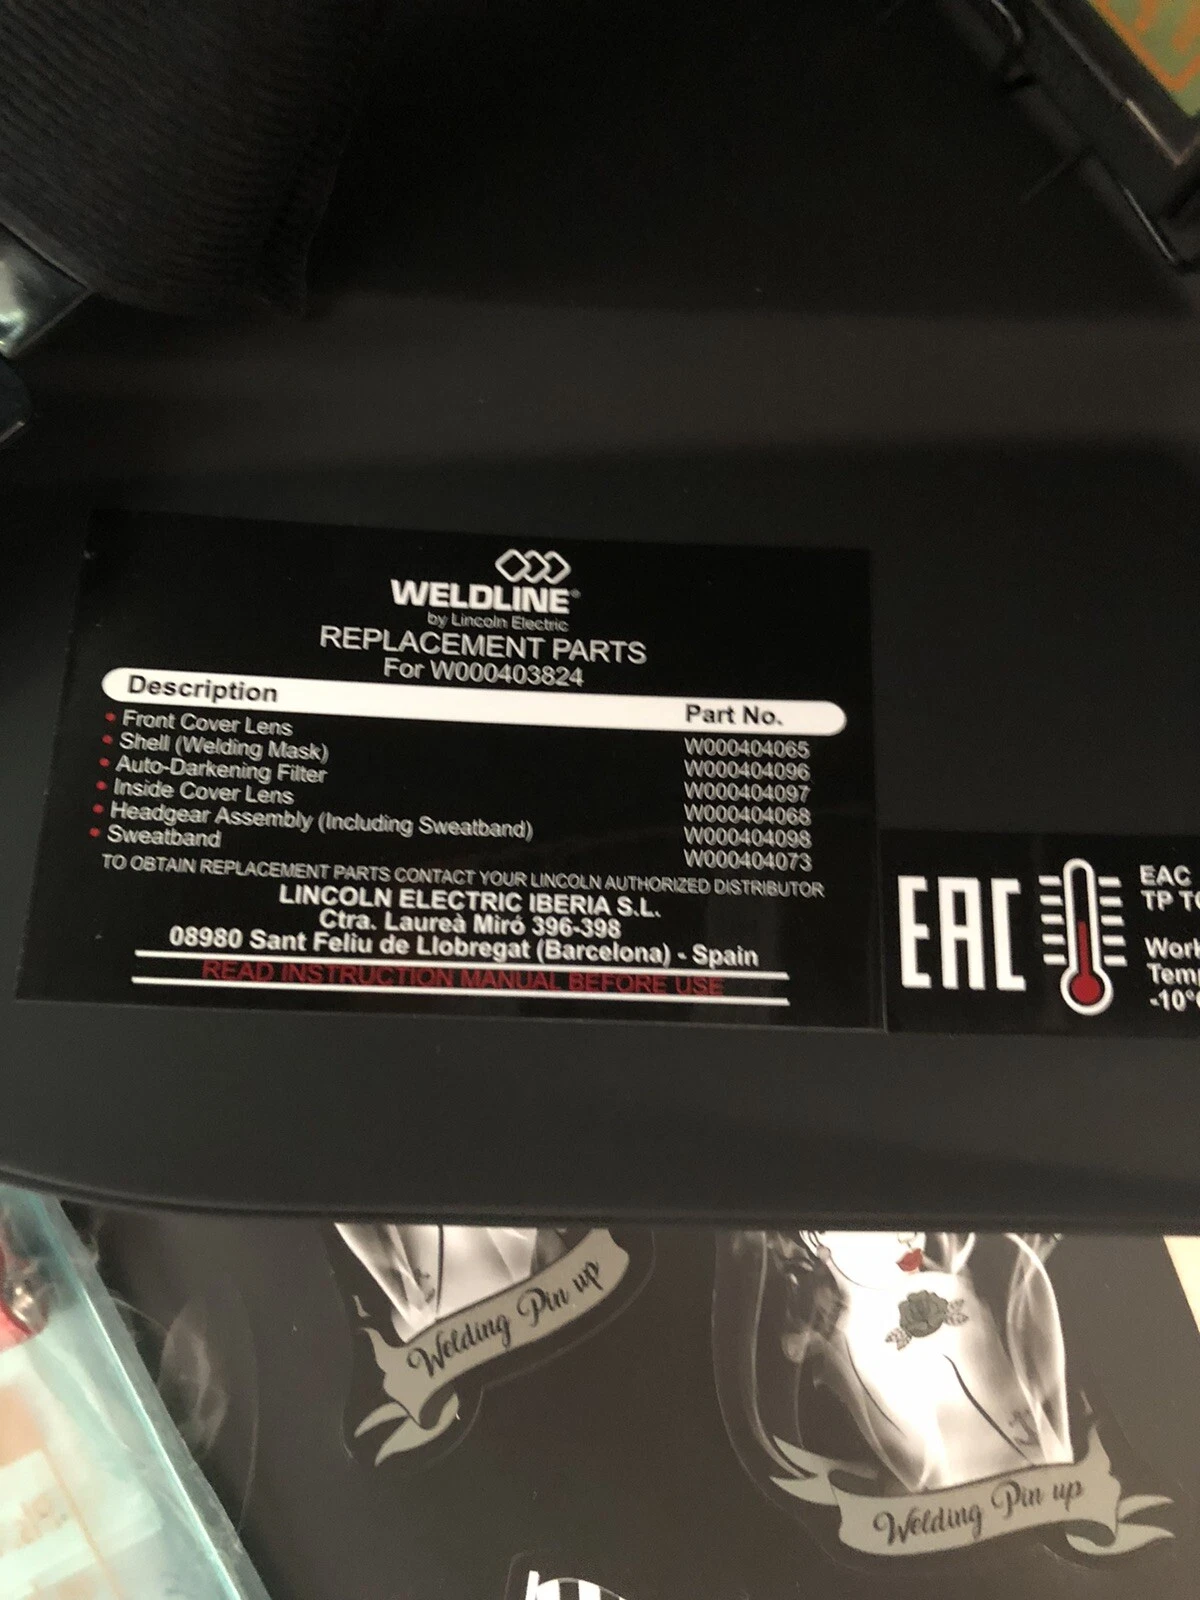 WELDLINE®
by Lincoln Electric
REPLACEMENT PARTS
For W000403824
Description Part No.
• Front Cover Lens W000404065
• Shell (Welding Mask) W000404096
• Auto-Darkening Filter W000404097
• Inside Cover Lens W000404068
• Headgear Assembly (Including Sweatband) W000404098
• Sweatband W000404073
TO OBTAIN REPLACEMENT PARTS CONTACT YOUR LINCOLN AUTHORIZED DISTRIBUTOR
LINCOLN ELECTRIC IBERIA S.L.
Ctra. Laureà Miró 396-398
08980 Sant Feliu de Llobregat (Barcelona) - Spain
READ INSTRUCTION MANUAL BEFORE USE
EAC
EAC
TP
-10°
Welding Pin up
Welding Pin up